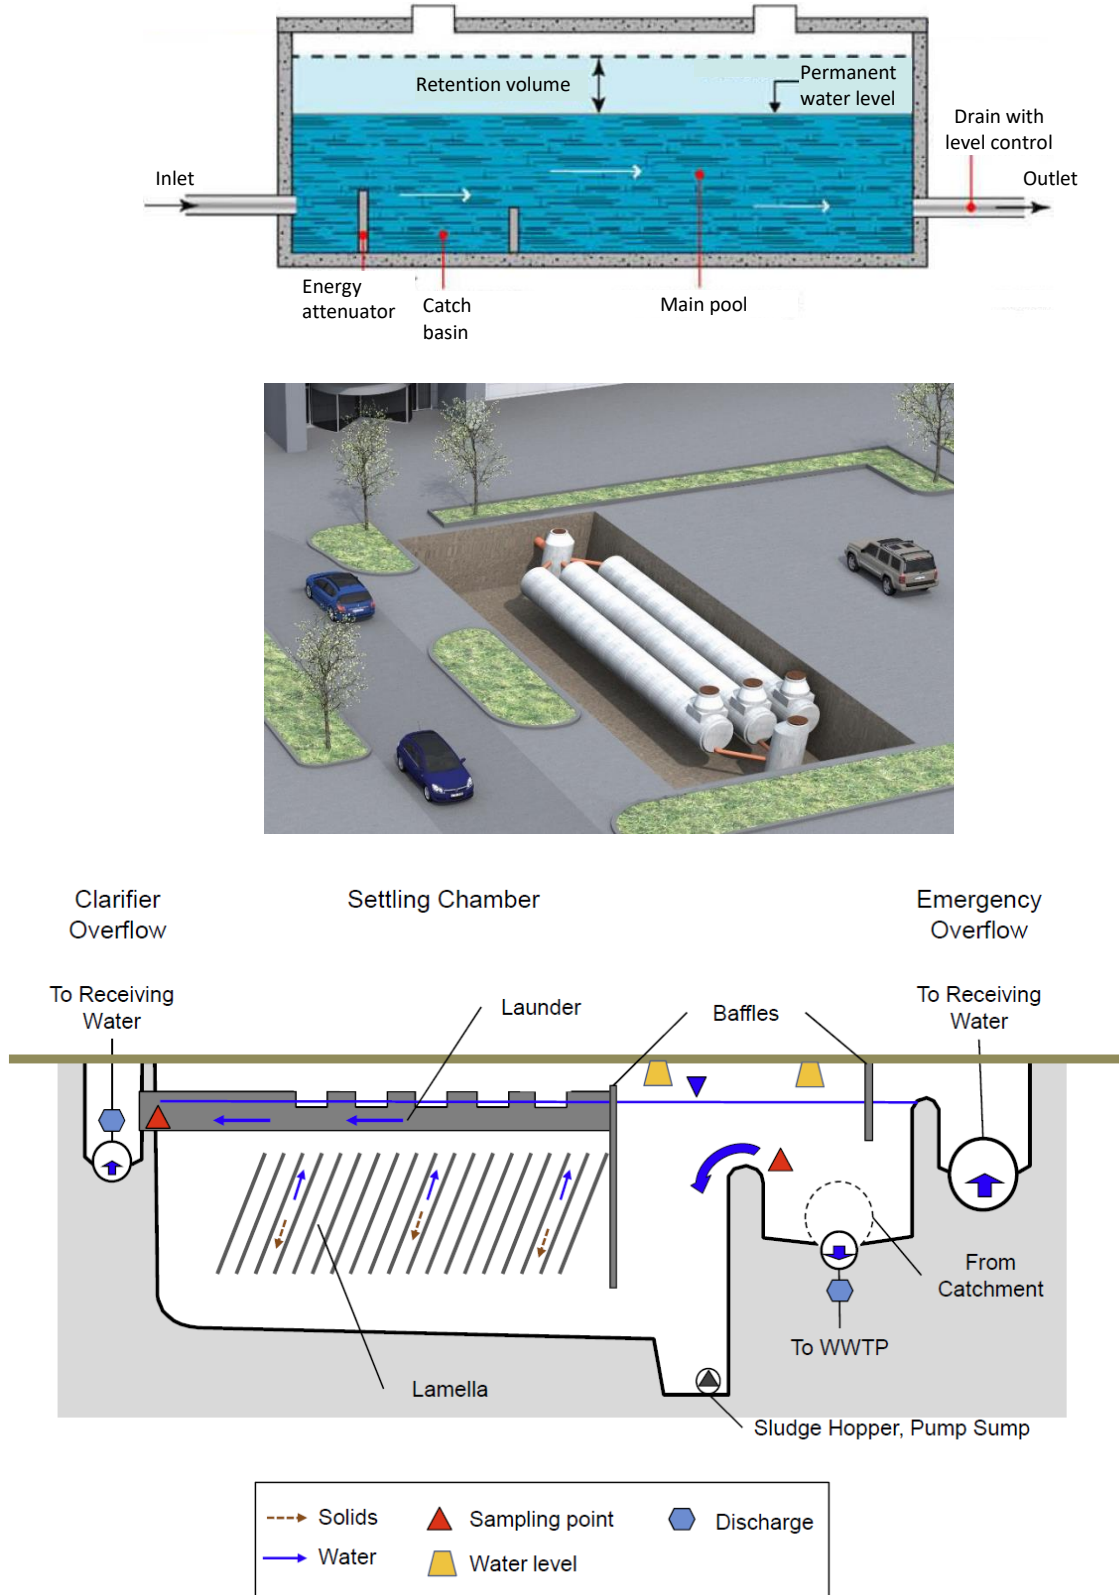 Retention volume
Permanent
water level
Drain with
level control
Inlet
Outlet
Energy
attenuator
Catch
basin
Main pool
Clarifier
Overflow
Settling Chamber
Emergency
Overflow
To Receiving
Water
Launder
Baffles
To Receiving
Water
From
Catchment
To WWTP
Lamella
Sludge Hopper, Pump Sump
Solids
Sampling point
Discharge
Water
Water level